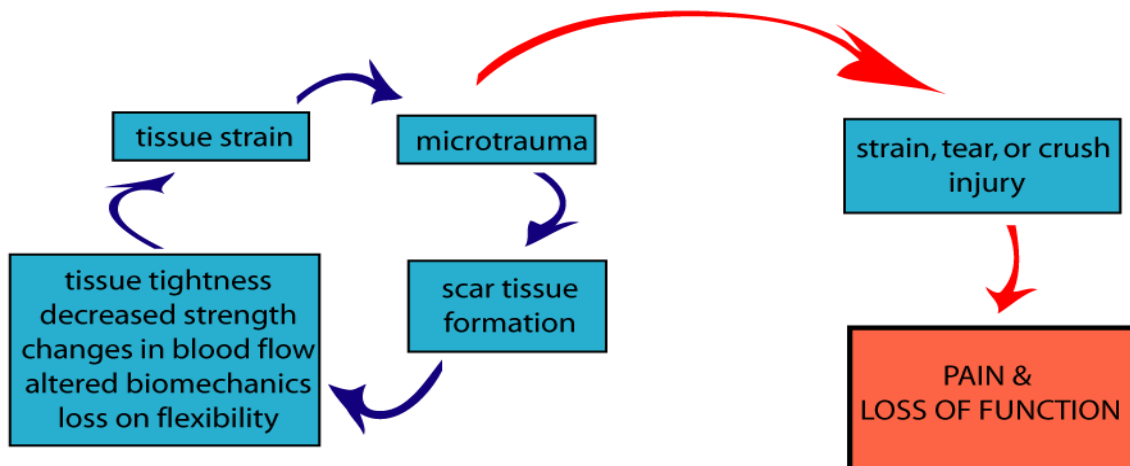 tissue strain
microtrauma
strain, tear, or crush
injury
scar tissue
formation
tissue tightness
decreased strength
changes in blood flow
altered biomechanics
loss on flexibility
PAIN &
LOSS OF FUNCTION